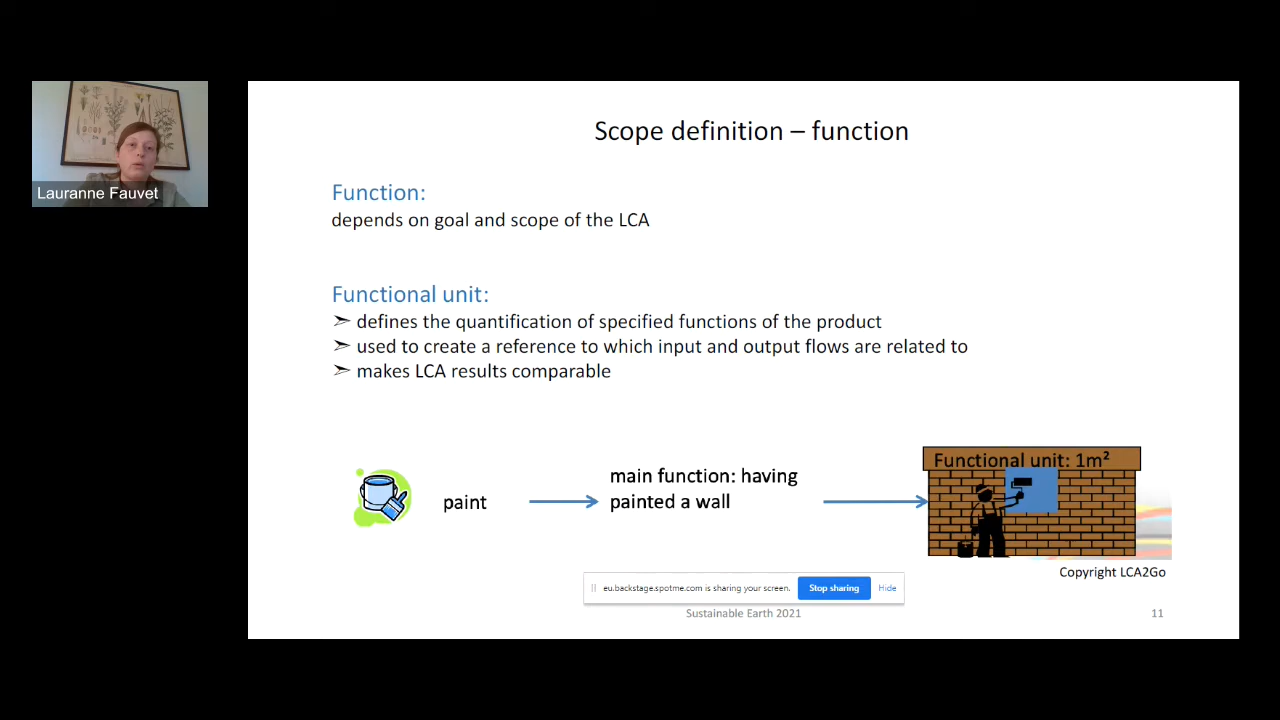 Lauranne Fauvet
Scope definition – function
Function:
depends on goal and scope of the LCA
Functional unit:
➢ defines the quantification of specified functions of the product
➢ used to create a reference to which input and output flows are related to
➢ makes LCA results comparable
paint
main function: having
painted a wall
Functional unit: 1m²
Copyright LCA2Go
eu.backstage.spotme.com is sharing your screen.
Stop sharing
Hide
Sustainable Earth 2021
11